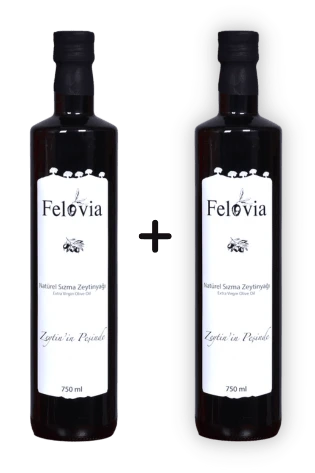 Felovia
Natürel Sızma Zeytinyağı
Extra Virgin Olive Oil
Zeytin'in Peşinde
750 ml
+
Felovia
Natürel Sızma Zeytinyağı
Extra Virgin Olive Oil
Zeytin'in Peşinde
750 ml